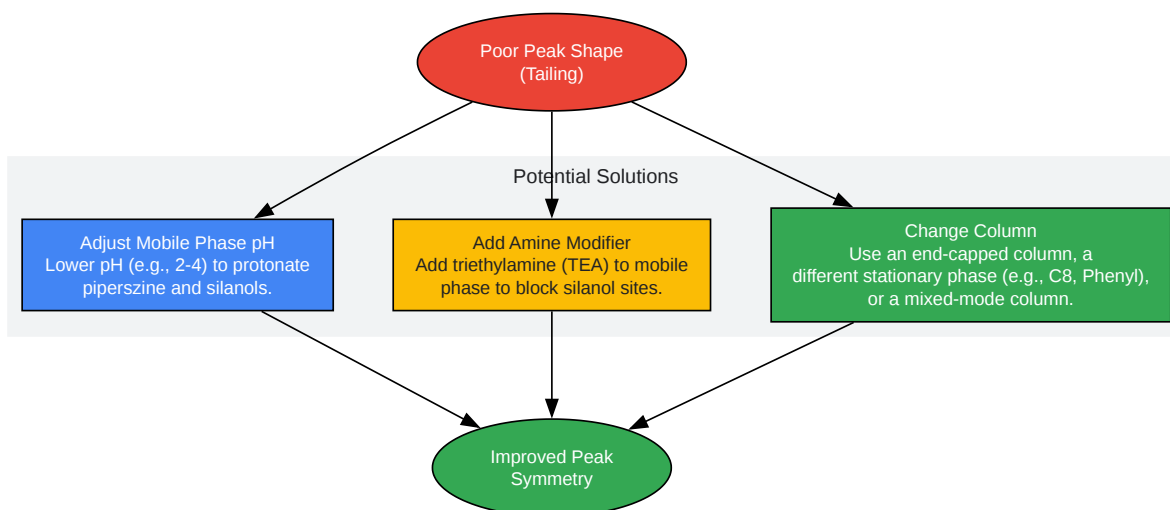 Poor Peak Shape
(Tailing)
Potential Solutions
Adjust Mobile Phase pH
Lower pH (e.g., 2-4) to protonate
piperszine and silanols.
Add Amine Modifier
Add triethylamine (TEA) to mobile
phase to block silanol sites.
Change Column
Use an end-capped column, a
different stationary phase (e.g., C8, Phenyl),
or a mixed-mode column.
Improved Peak
Symmetry